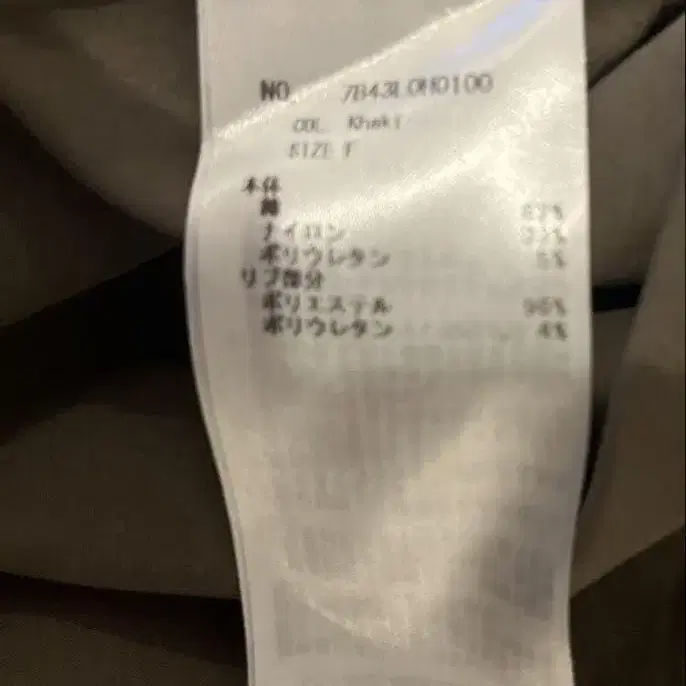 NO. 7B43L0H0100
COL. Khaki
SIZE F
本体
綿
ナイロン
ポリウレタン
リブ部分
ポリエステル 96%
ポリウレタン 4%